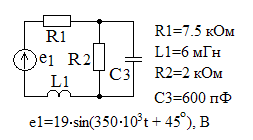 R1
R1=7.5 кОм
e1
R2
C3
L1=6 мГн
L1
R2=2 кОм
C3=600 пФ
e1=19·sin(350·10³t + 45°), В